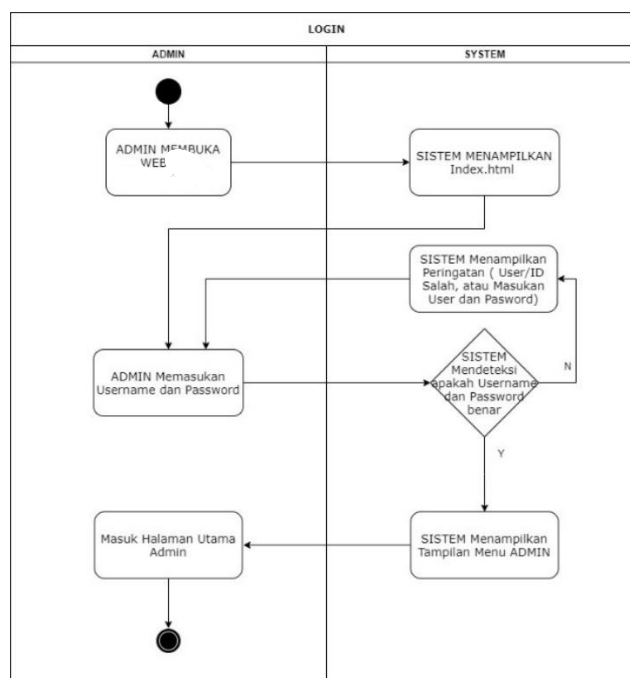 LOGIN
ADMIN
SYSTEM
ADMIN MEMBUKA
WEB
SISTEM MENAMPILKAN
Index.html
SISTEM Menampilkan
Peringatan ( User/ID
Salah, atau Masukan
User dan Pasword)
ADMIN Memasukan
Username dan Password
SISTEM
Mendeteksi
apakah Username
dan Password
benar
N
Y
Masuk Halaman Utama
Admin
SISTEM Menampilkan
Tampilan Menu ADMIN